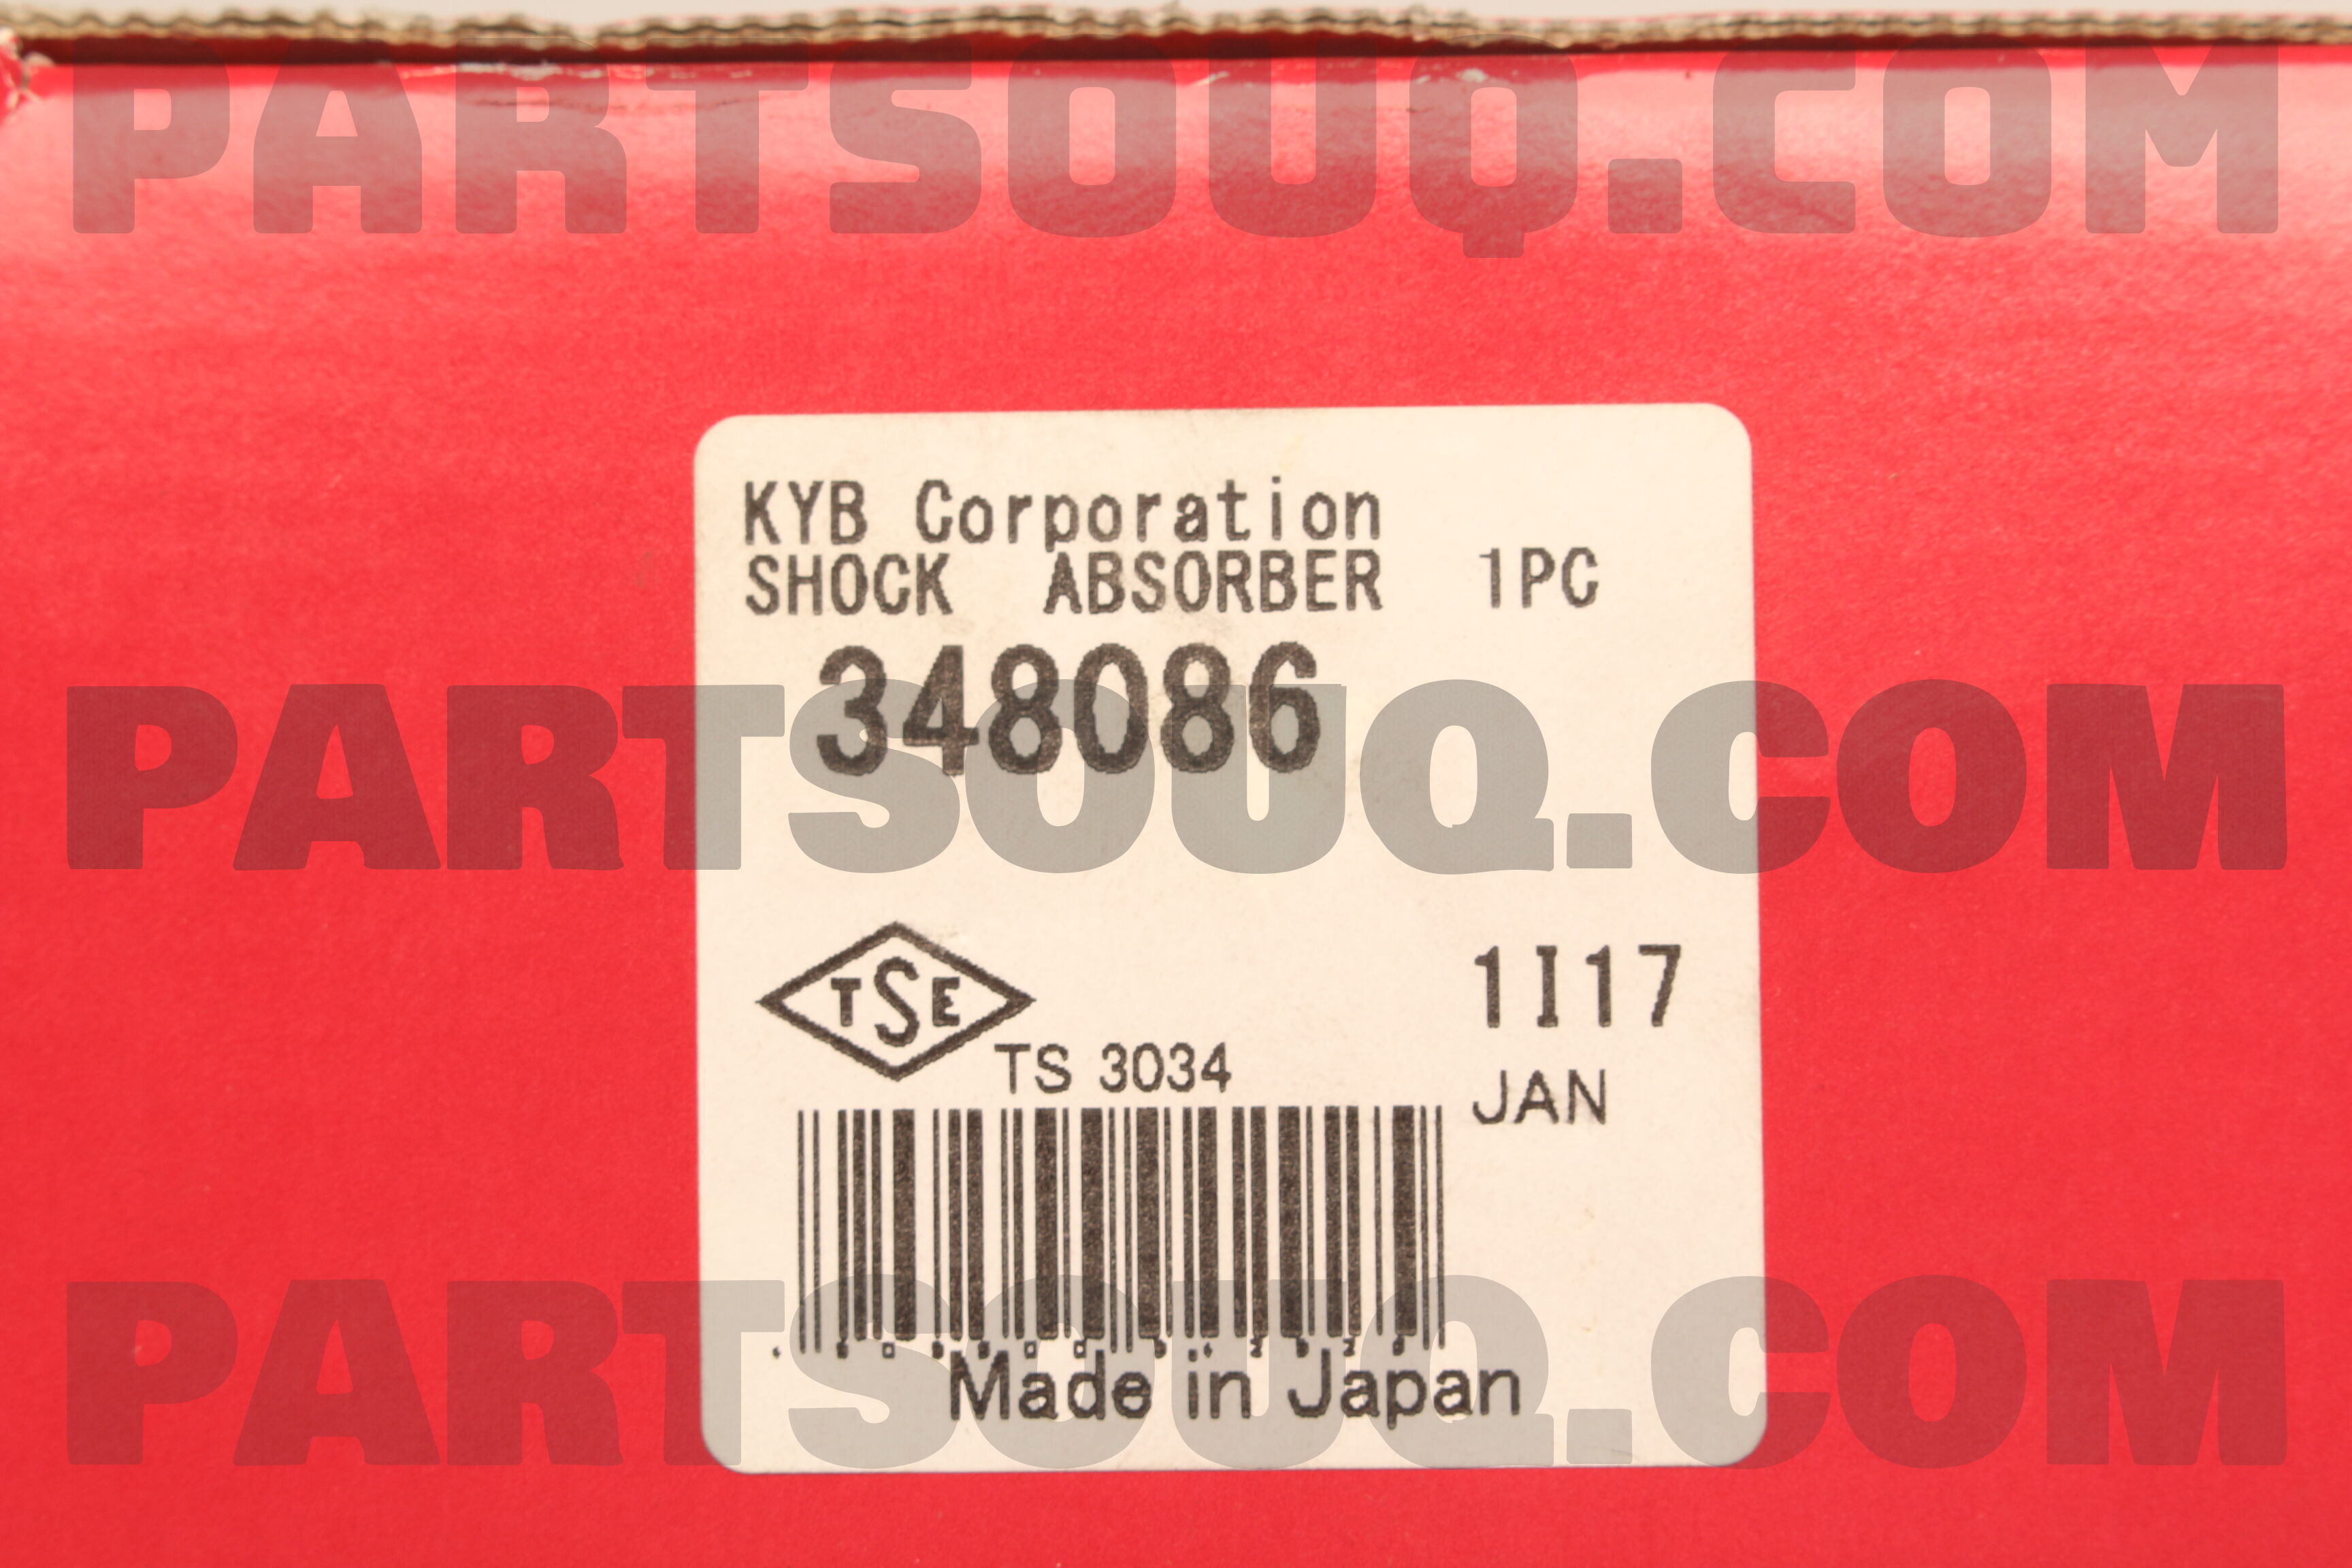 PARTSOUQ.COM
KYB Corporation
SHOCK ABSORBER 1PC
348086
PARTSOUQ.COM
TSE
1I17
TS 3034
JAN
Made in Japan
PARTSOUQ.COM